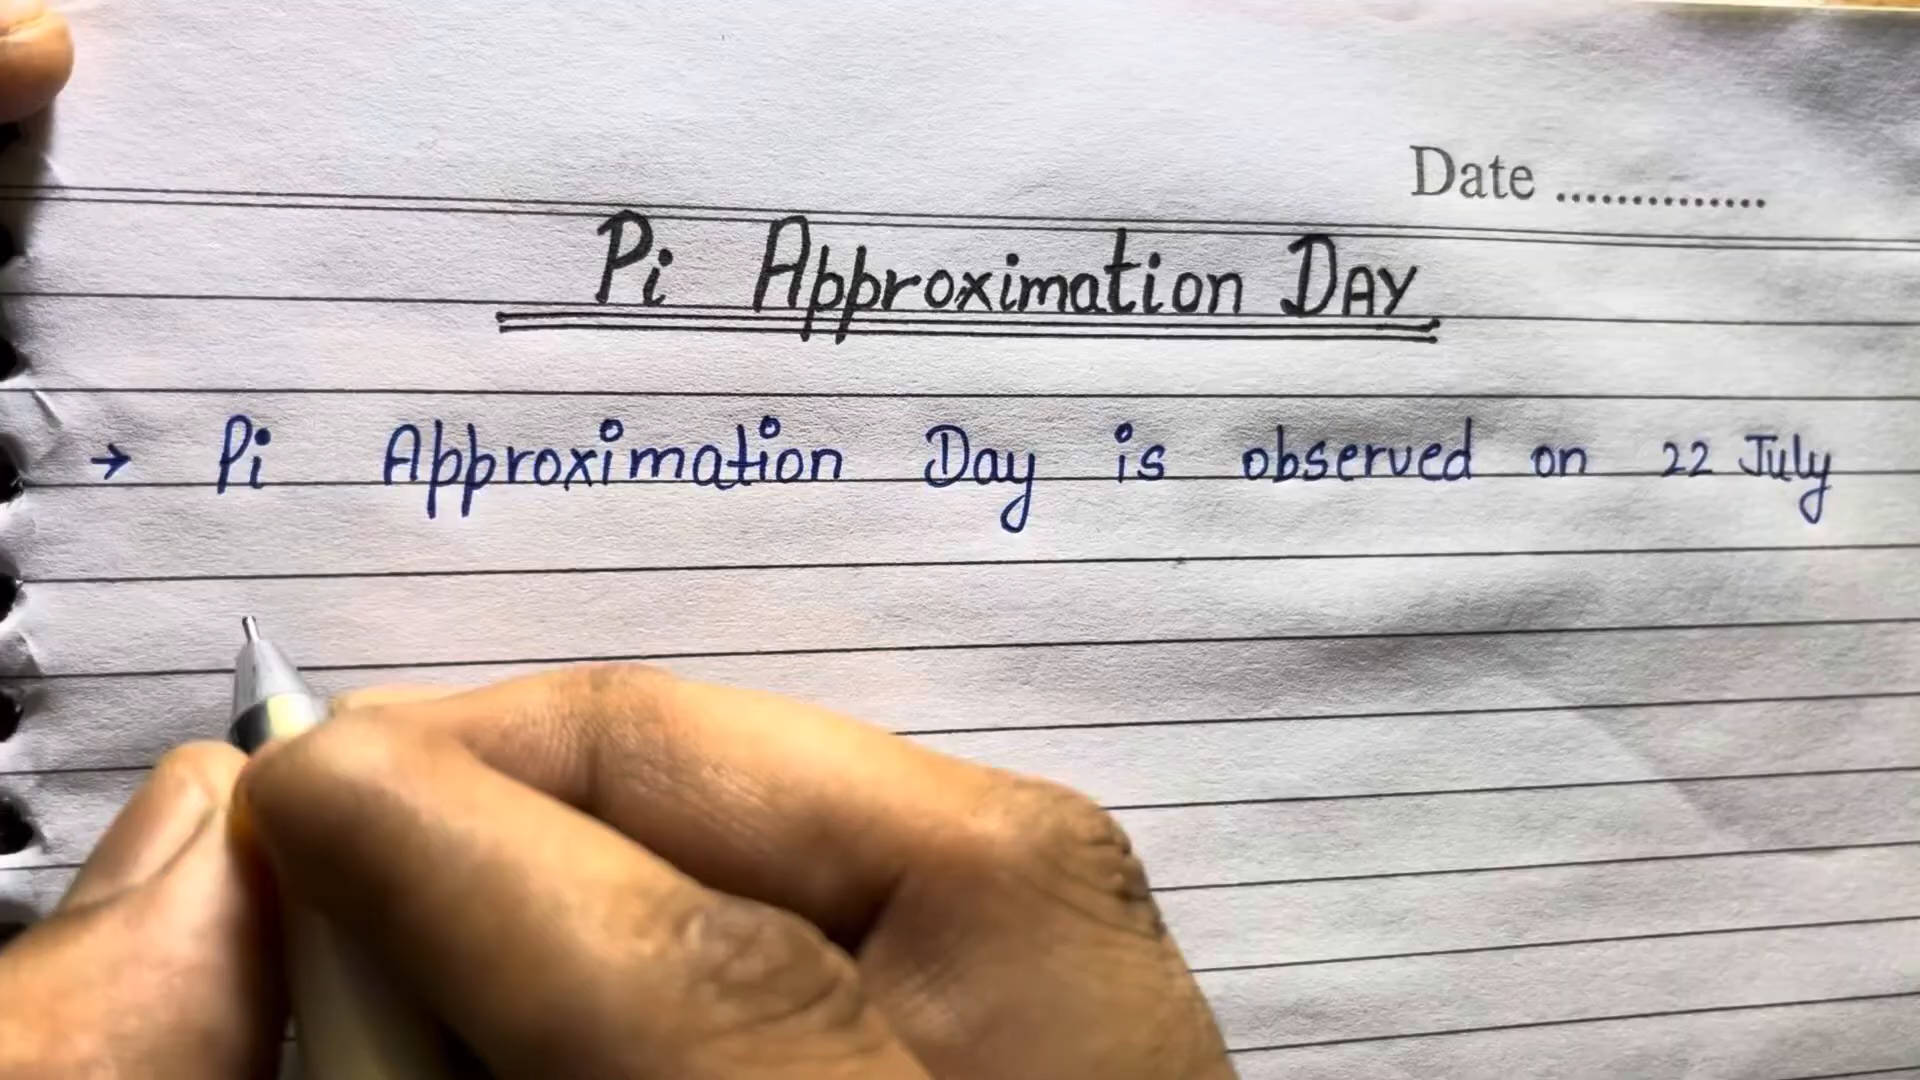 Date ..............
Pi Approximation DAY
→ Pi Approximation Day is observed on 22 July